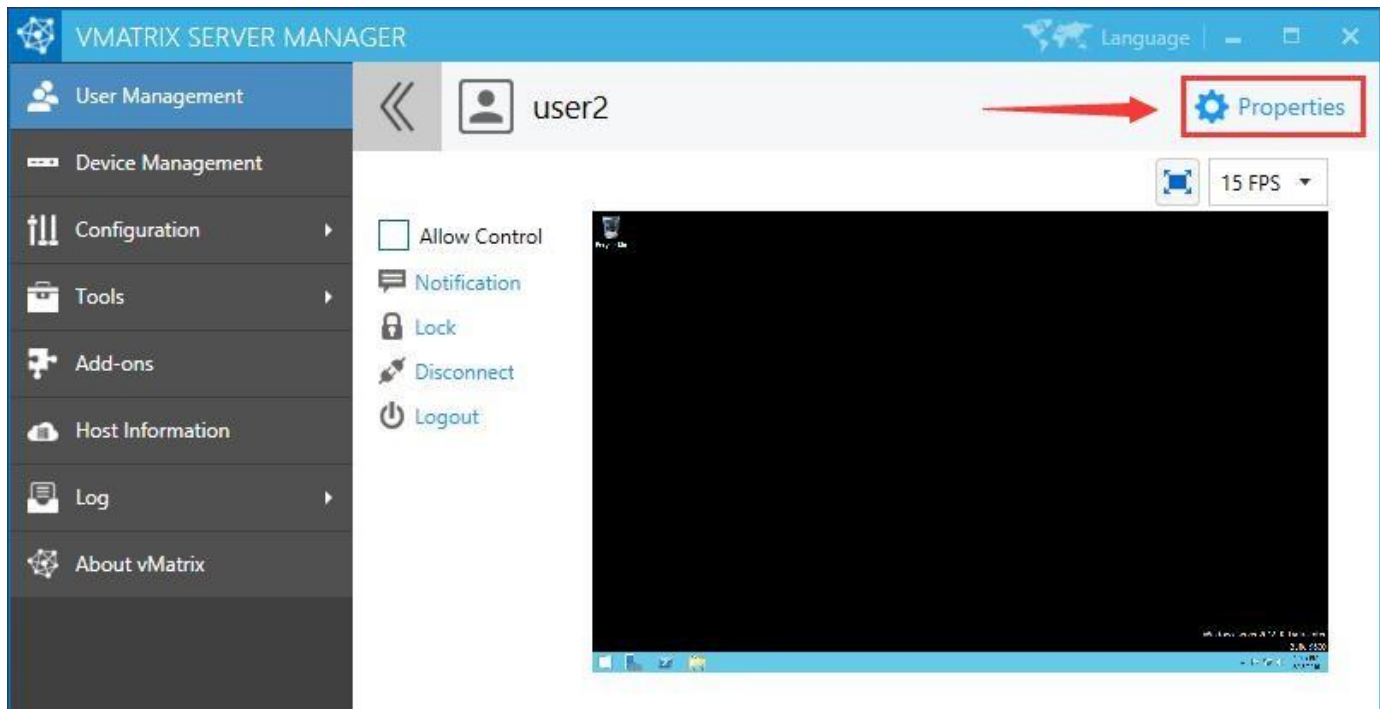 VMATRIX SERVER MANAGER
Language
User Management
Device Management
Configuration
Tools
Add-ons
Host Information
Log
About vMatrix
user2
Properties
15 FPS
Allow Control
Notification
Lock
Disconnect
Logout